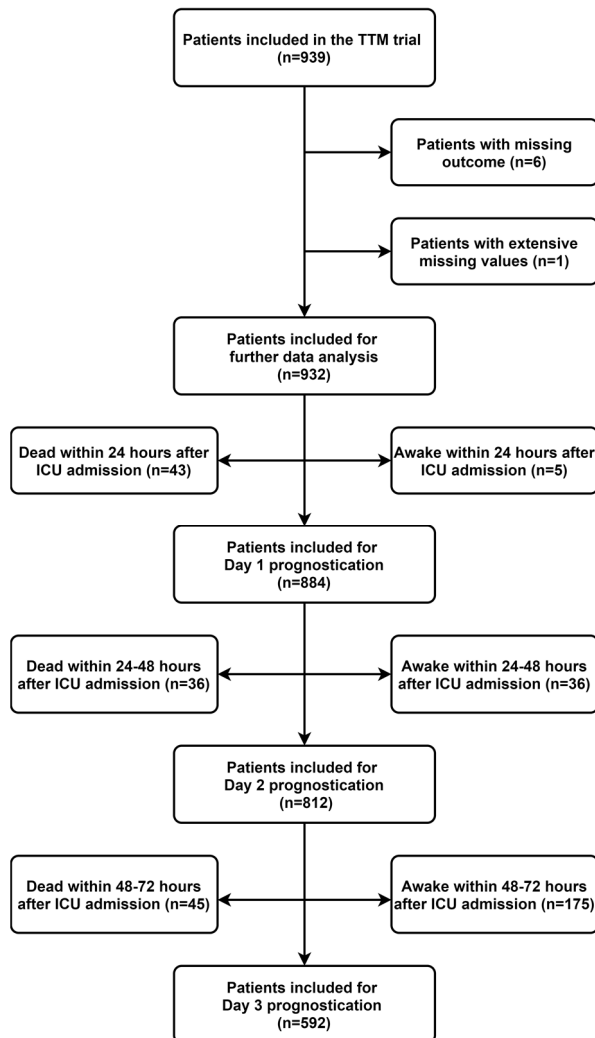 Patients included in the TTM trial
(n=939)
Patients with missing
outcome (n=6)
Patients with extensive
missing values (n=1)
Patients included for
further data analysis
(n=932)
Dead within 24 hours after
ICU admission (n=43)
Awake within 24 hours after
ICU admission (n=5)
Patients included for
Day 1 prognostication
(n=884)
Dead within 24-48 hours
after ICU admission (n=36)
Awake within 24-48 hours
after ICU admission (n=36)
Patients included for
Day 2 prognostication
(n=812)
Dead within 48-72 hours
after ICU admission (n=45)
Awake within 48-72 hours
after ICU admission (n=175)
Patients included for
Day 3 prognostication
(n=592)